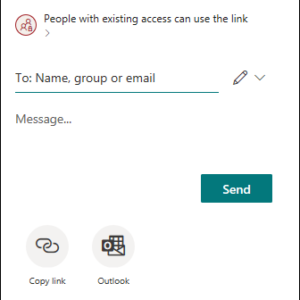 People with existing access can use the link
To: Name, group or email
Message...
Send
Copy link
Outlook